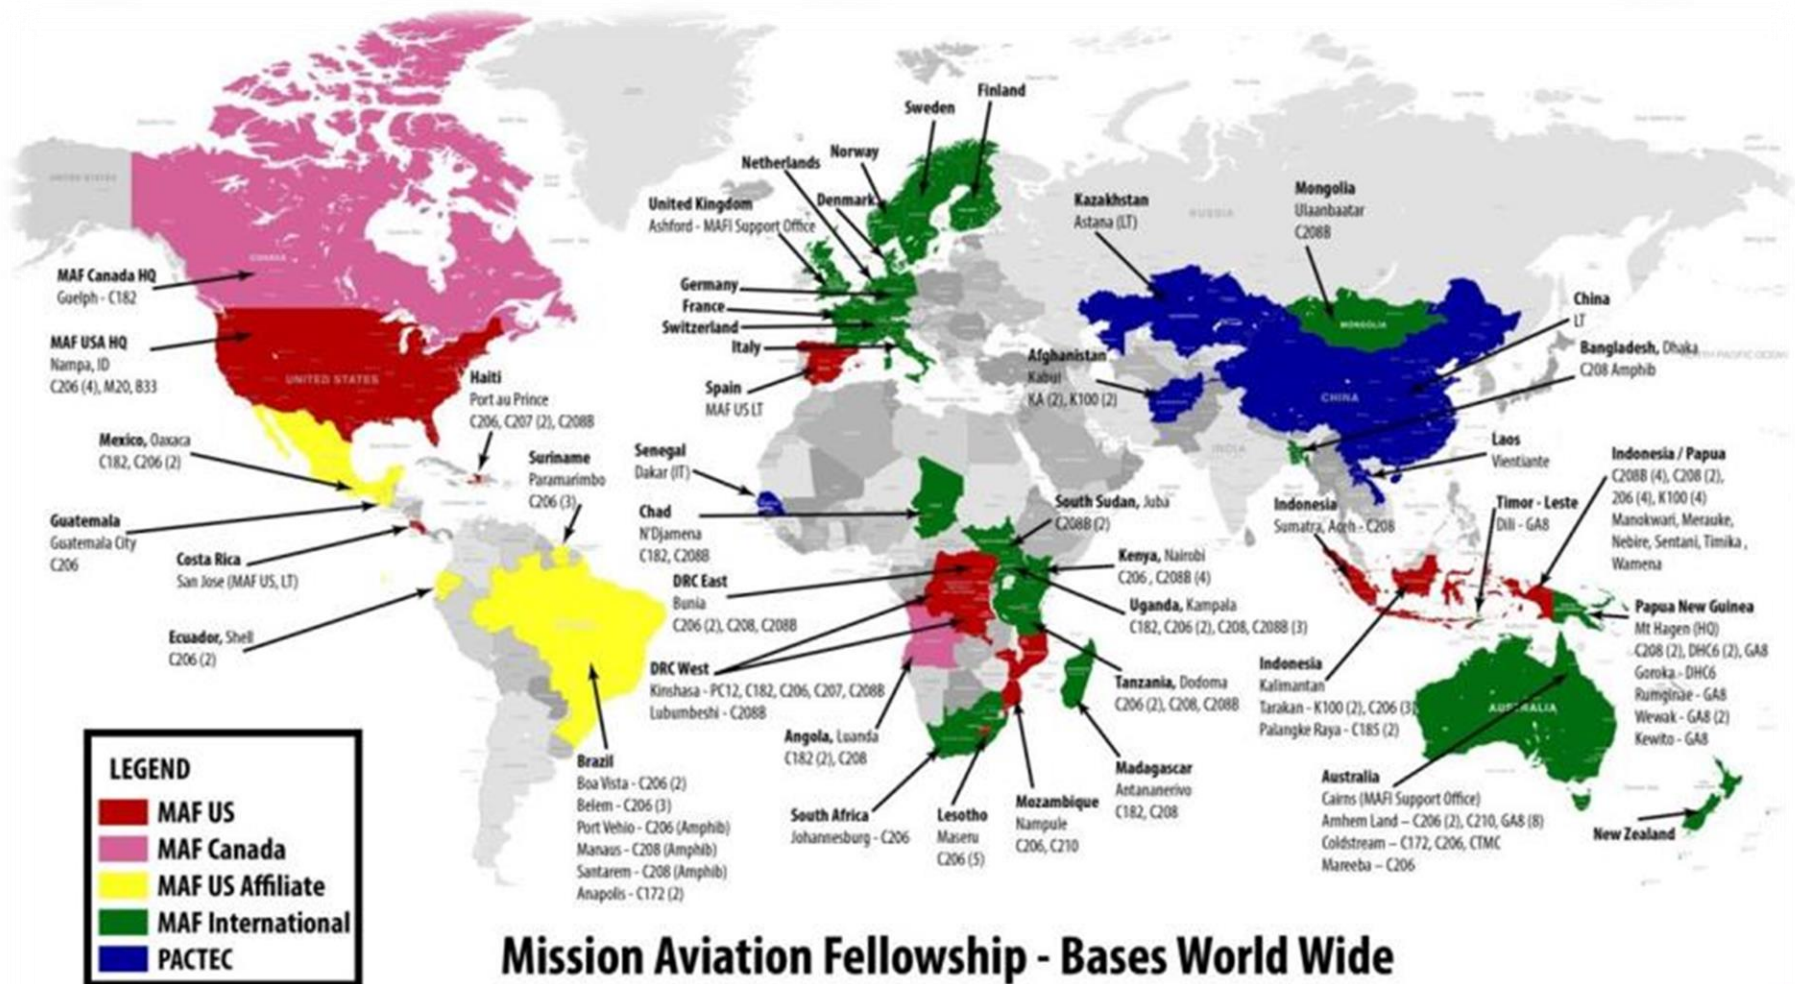 Finland
Sweden
Norway
Netherlands
Denmark
United Kingdom
Ashford - MAFI Support Office
Germany
France
Switzerland
Italy
Spain
MAF US LT
Kazakhstan
Astana (LT)
Mongolia
Ulaanbaatar
C208B
RUSSIA
MONGOLIA
China
LT
CHINA
Bangladesh, Dhaka
C208 Amphib
NORTH PACIFIC OCEAN
Afghanistan
Kabul
KA (2), K100 (2)
INDIA
Laos
Vientiante
UNITED STATES
CANADA
MAF Canada HQ
Guelph - C182
MAF USA HQ
Nampa, ID
C206 (4), M20, B33
UNITED STATES
Haiti
Port au Prince
C206, C207 (2), C208B
Mexico, Oaxaca
C182, C206 (2)
Suriname
Paramarimbo
C206 (3)
Guatemala
Guatemala City
C206
Costa Rica
San Jose (MAF US, LT)
Ecuador, Shell
C206 (2)
Brazil
Boa Vista - C206 (2)
Belem - C206 (3)
Port Vehio - C206 (Amphib)
Manaus - C208 (Amphib)
Santarem - C208 (Amphib)
Anapolis - C172 (2)
Senegal
Dakar (IT)
Chad
N'Djamena
C182, C208B
South Sudan, Juba
C208B (2)
Kenya, Nairobi
C206 , C208B (4)
Uganda, Kampala
C182, C206 (2), C208, C208B (3)
DRC East
Bunia
C206 (2), C208, C208B
DRC West
Kinshasa - PC12, C182, C206, C207, C208B
Lubumbeshi - C208B
Tanzania, Dodoma
C206 (2), C208, C208B
Angola, Luanda
C182 (2), C208
South Africa
Johannesburg - C206
Lesotho
Maseru
C206 (5)
Mozambique
Nampule
C206, C210
Madagascar
Antananerivo
C182, C208
Indonesia
Sumatra, Aceh - C208
Timor - Leste
Dili - GA8
Indonesia / Papua
C208B (4), C208 (2),
206 (4), K100 (4)
Manokwari, Merauke,
Nebire, Sentani, Timika ,
Wamena
Indonesia
Kalimantan
Tarakan - K100 (2), C206 (3)
Palangke Raya - C185 (2)
Papua New Guinea
Mt Hagen (HQ)
C208 (2), DHC6 (2), GA8
Goroka - DHC6
Rumginae - GA8
Wewak - GA8 (2)
Kewito - GA8
AUSTRALIA
Australia
Cairns (MAFI Support Office)
Arnhem Land – C206 (2), C210, GA8 (8)
Coldstream – C172, C206, CTMC
Mareeba – C206
New Zealand
LEGEND
MAF US
MAF Canada
MAF US Affiliate
MAF International
PACTEC
Mission Aviation Fellowship - Bases World Wide